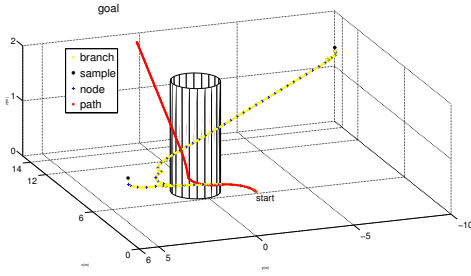 goal
2
1
0
z(m)
branch
sample
node
path
start
14
12
6
0
x(m)
6
5
0
-5
-10
y(m)